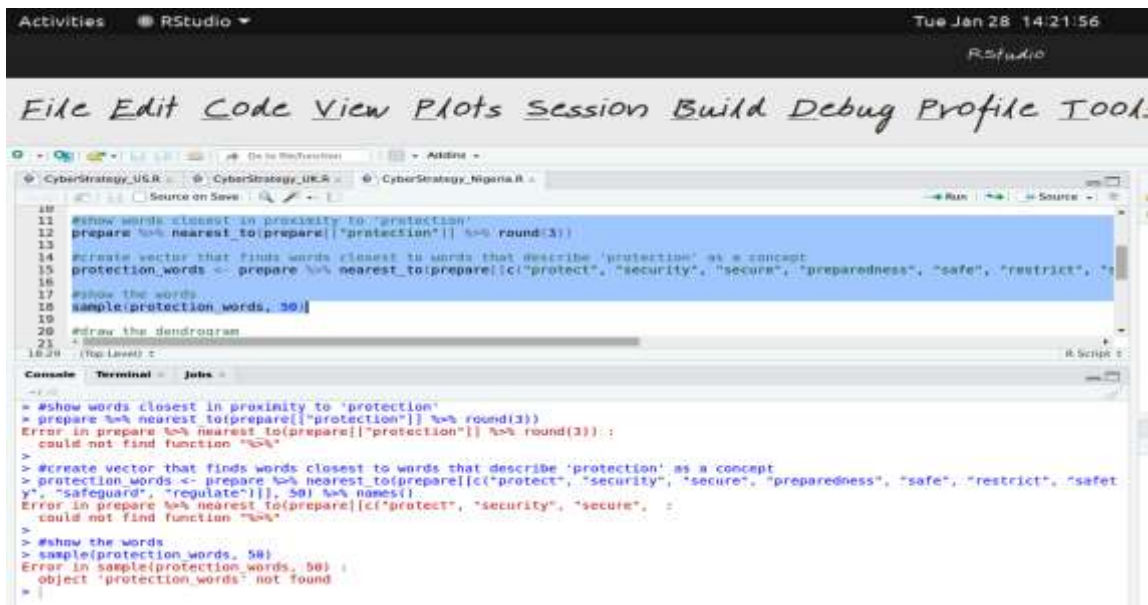 Activities RStudio Tue Jan 28 14:21:56
RStudio
File Edit Code View Plots Session Build Debug Profile Tools
Go to file/function Addins
CyberStrategy_US.R CyberStrategy_UK.R CyberStrategy_Nigeria.R
Source on Save Run Source
10
11 #show words closest in proximity to 'protection'
12 prepare %>% nearest_to(prepare[["protection"]] %>% round(3))
13
14 #create vector that finds words closest to words that describe 'protection' as a concept
15 protection_words <- prepare %>% nearest_to(prepare[[c("protect", "security", "secure", "preparedness", "safe", "restrict", "s
16
17 #show the words
18 sample(protection_words, 50)
19
20 #draw the dendrogram
21
18:29 (Top Level) R Script
Console Terminal Jobs
> #show words closest in proximity to 'protection'
> prepare %>% nearest_to(prepare[["protection"]] %>% round(3))
Error in prepare %>% nearest_to(prepare[["protection"]] %>% round(3)) :
could not find function "%>%"
>
> #create vector that finds words closest to words that describe 'protection' as a concept
> protection_words <- prepare %>% nearest_to(prepare[[c("protect", "security", "secure", "preparedness", "safe", "restrict", "safet
y", "safeguard", "regulate")]], 50) %>% names()
Error in prepare %>% nearest_to(prepare[[c("protect", "security", "secure", :
could not find function "%>%"
>
> #show the words
> sample(protection_words, 50)
Error in sample(protection_words, 50) :
object 'protection_words' not found
>